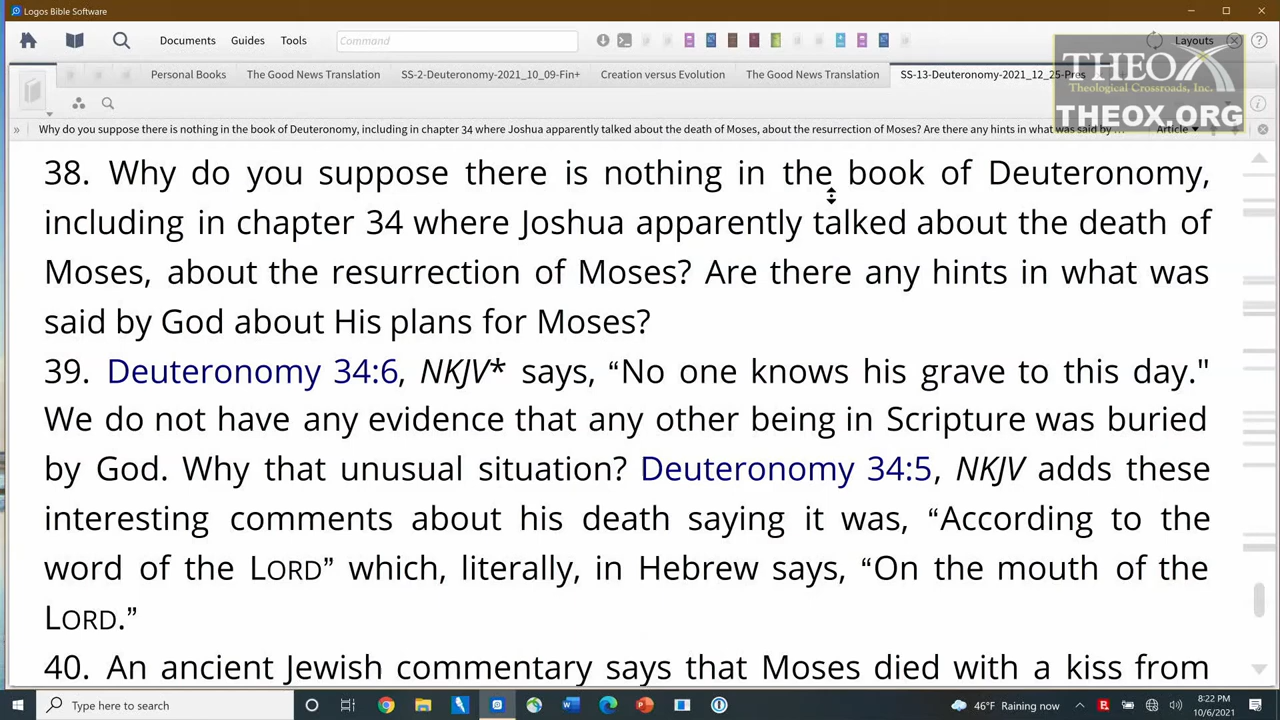 Logos Bible Software
Documents Guides Tools Command Layouts
Personal Books The Good News Translation SS-2-Deuteronomy-2021_10_09-Fin+ Creation versus Evolution The Good News Translation SS-13-Deuteronomy-2021_12_25-Pres
THEOX
Theological Crossroads, Inc.
THEOX.ORG
» Why do you suppose there is nothing in the book of Deuteronomy, including in chapter 34 where Joshua apparently talked about the death of Moses, about the resurrection of Moses? Are there any hints in what was said by ... Article
38. Why do you suppose there is nothing in the book of Deuteronomy,
including in chapter 34 where Joshua apparently talked about the death of
Moses, about the resurrection of Moses? Are there any hints in what was
said by God about His plans for Moses?
39. Deuteronomy 34:6, NKJV* says, “No one knows his grave to this day."
We do not have any evidence that any other being in Scripture was buried
by God. Why that unusual situation? Deuteronomy 34:5, NKJV adds these
interesting comments about his death saying it was, “According to the
word of the LORD” which, literally, in Hebrew says, “On the mouth of the
LORD.”
40. An ancient Jewish commentary says that Moses died with a kiss from
Type here to search 46°F Raining now 8:22 PM
10/6/2021